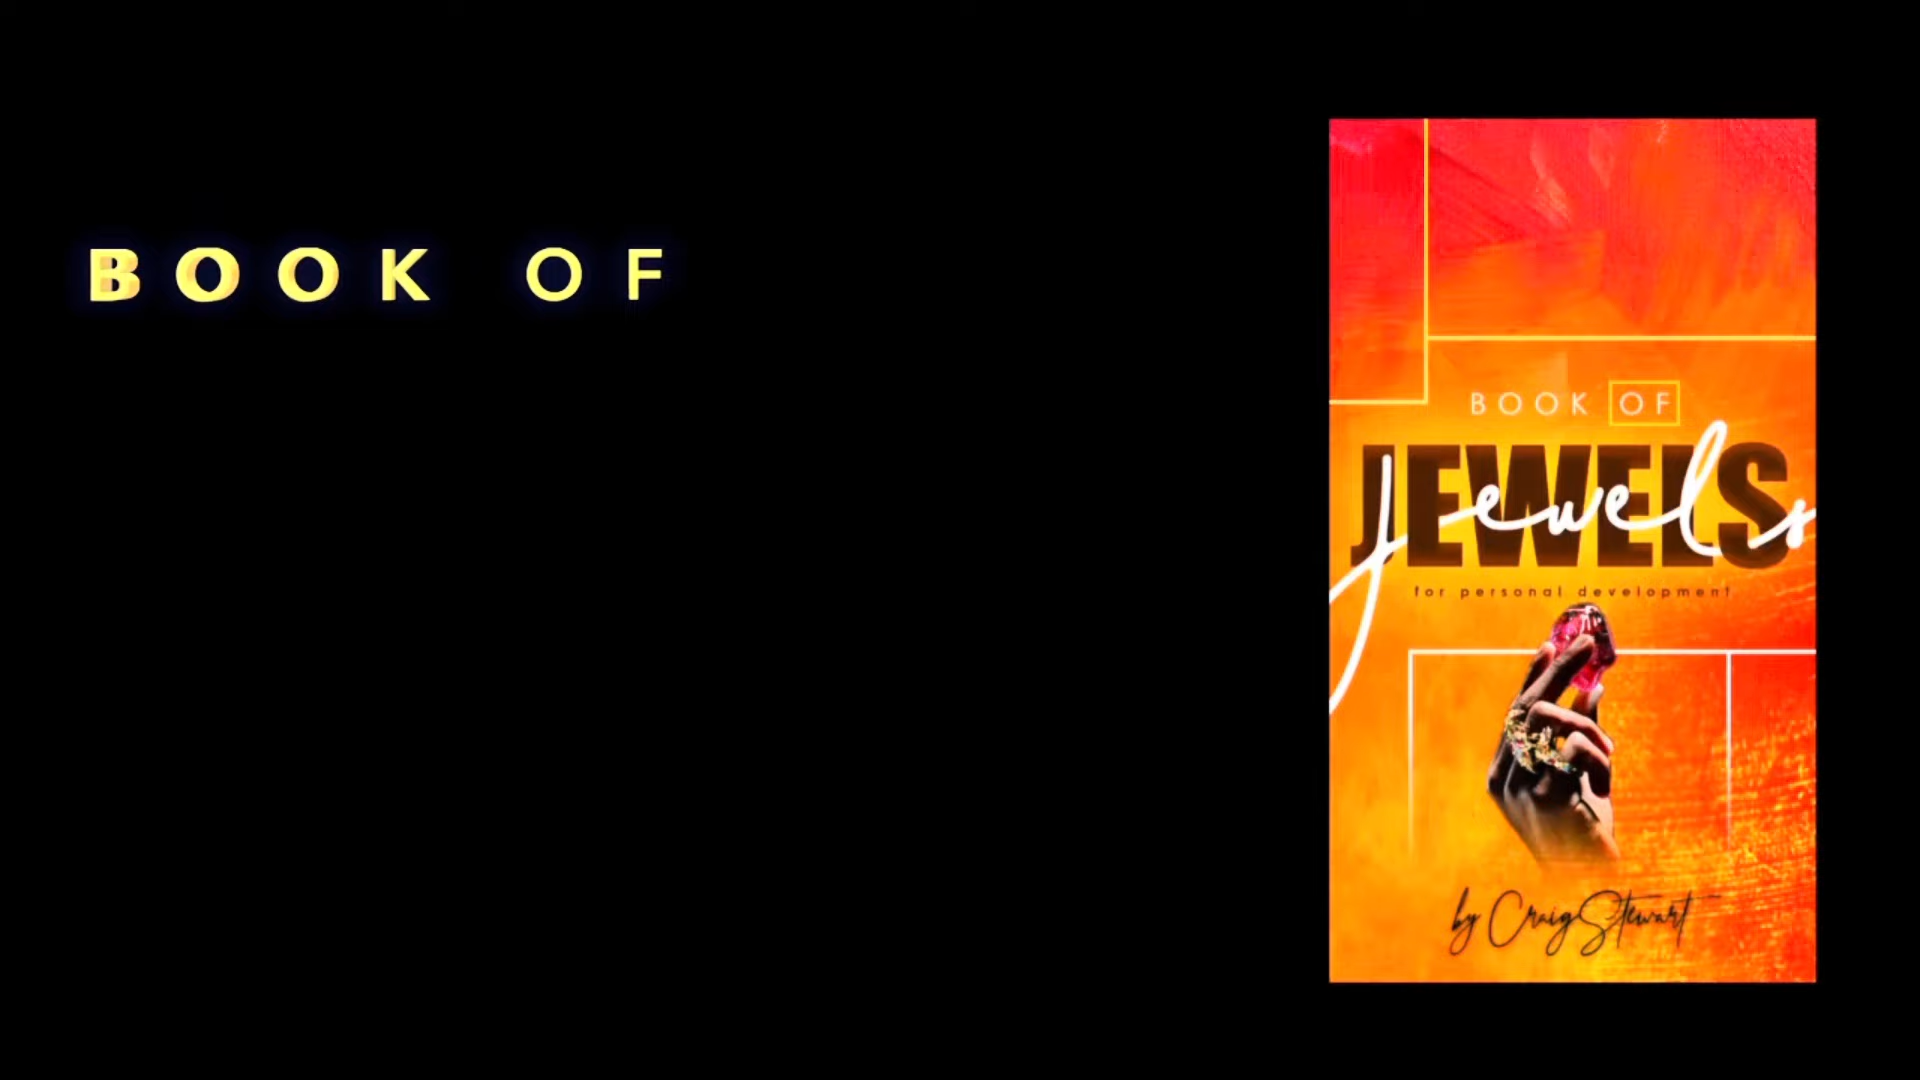 BOOK OF
BOOK OF
JEWELS
jewels
for personal development
by Craig Stewart